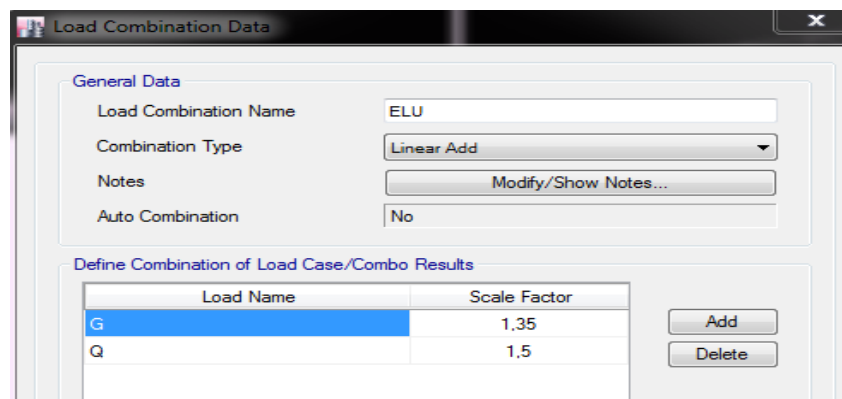 Load Combination Data
General Data
Load Combination Name ELU
Combination Type Linear Add
Notes Modify/Show Notes...
Auto Combination No
Define Combination of Load Case/Combo Results
Load Name Scale Factor
G 1,35 Add
Q 1,5 Delete